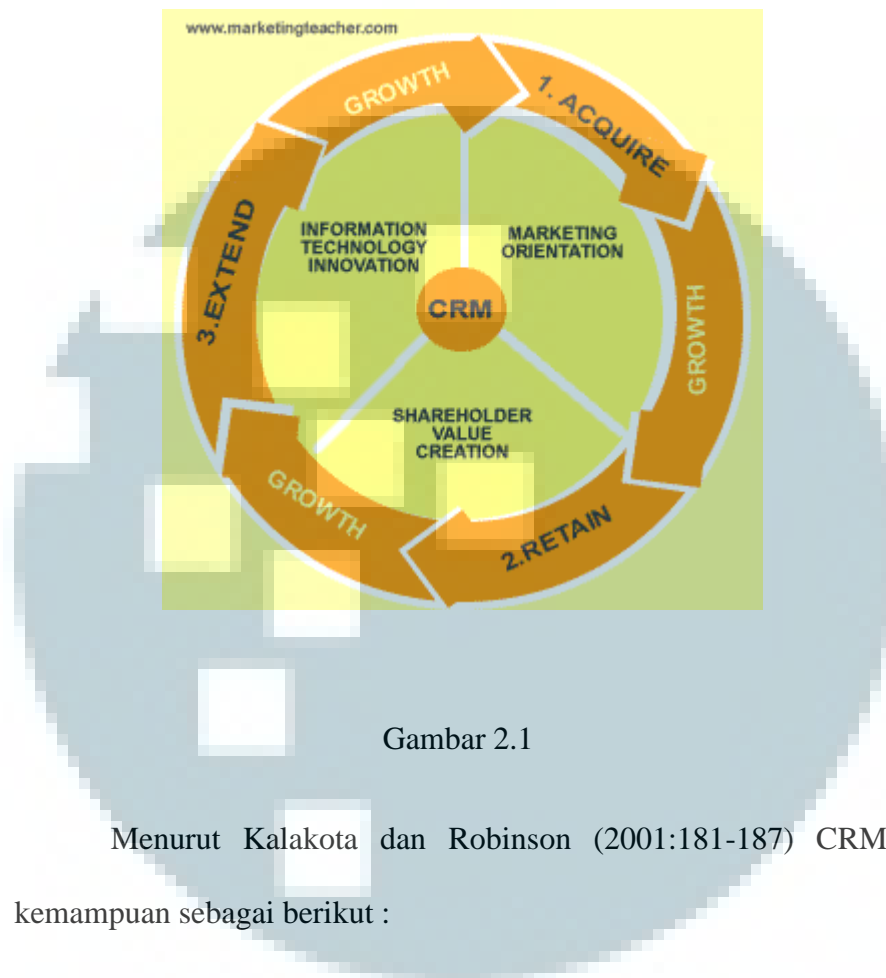 www.marketingteacher.com
GROWTH
1. ACQUIRE
GROWTH
2.RETAIN
GROWTH
3.EXTEND
INFORMATION
TECHNOLOGY
INNOVATION
MARKETING
ORIENTATION
CRM
SHAREHOLDER
VALUE
CREATION
Gambar 2.1
Menurut Kalakota dan Robinson (2001:181-187) CRM
kemampuan sebagai berikut :